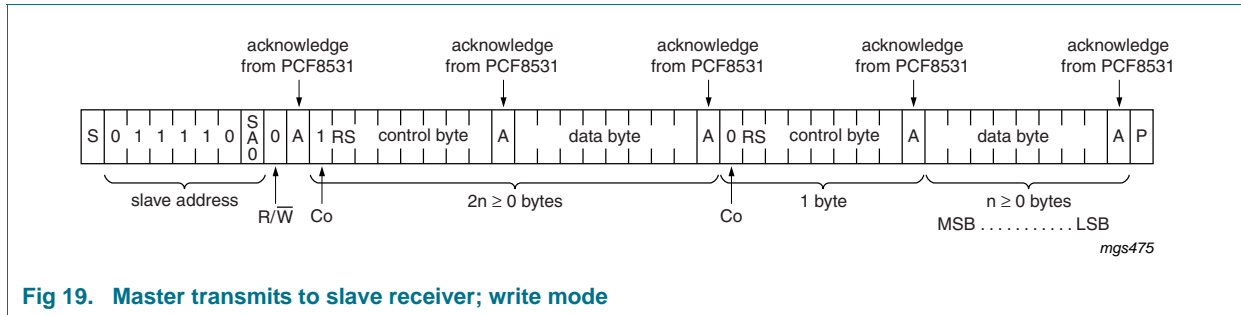 acknowledge acknowledge acknowledge acknowledge acknowledge
from PCF8531 from PCF8531 from PCF8531 from PCF8531 from PCF8531
S 0 1 1 1 1 0 SA0 0 A 1 RS control byte A data byte A 0 RS control byte A data byte A P
slave address 2n ≥ 0 bytes 1 byte n ≥ 0 bytes
R/W̅ Co Co MSB . . . . . . . . . . . LSB
mgs475
Fig 19. Master transmits to slave receiver; write mode